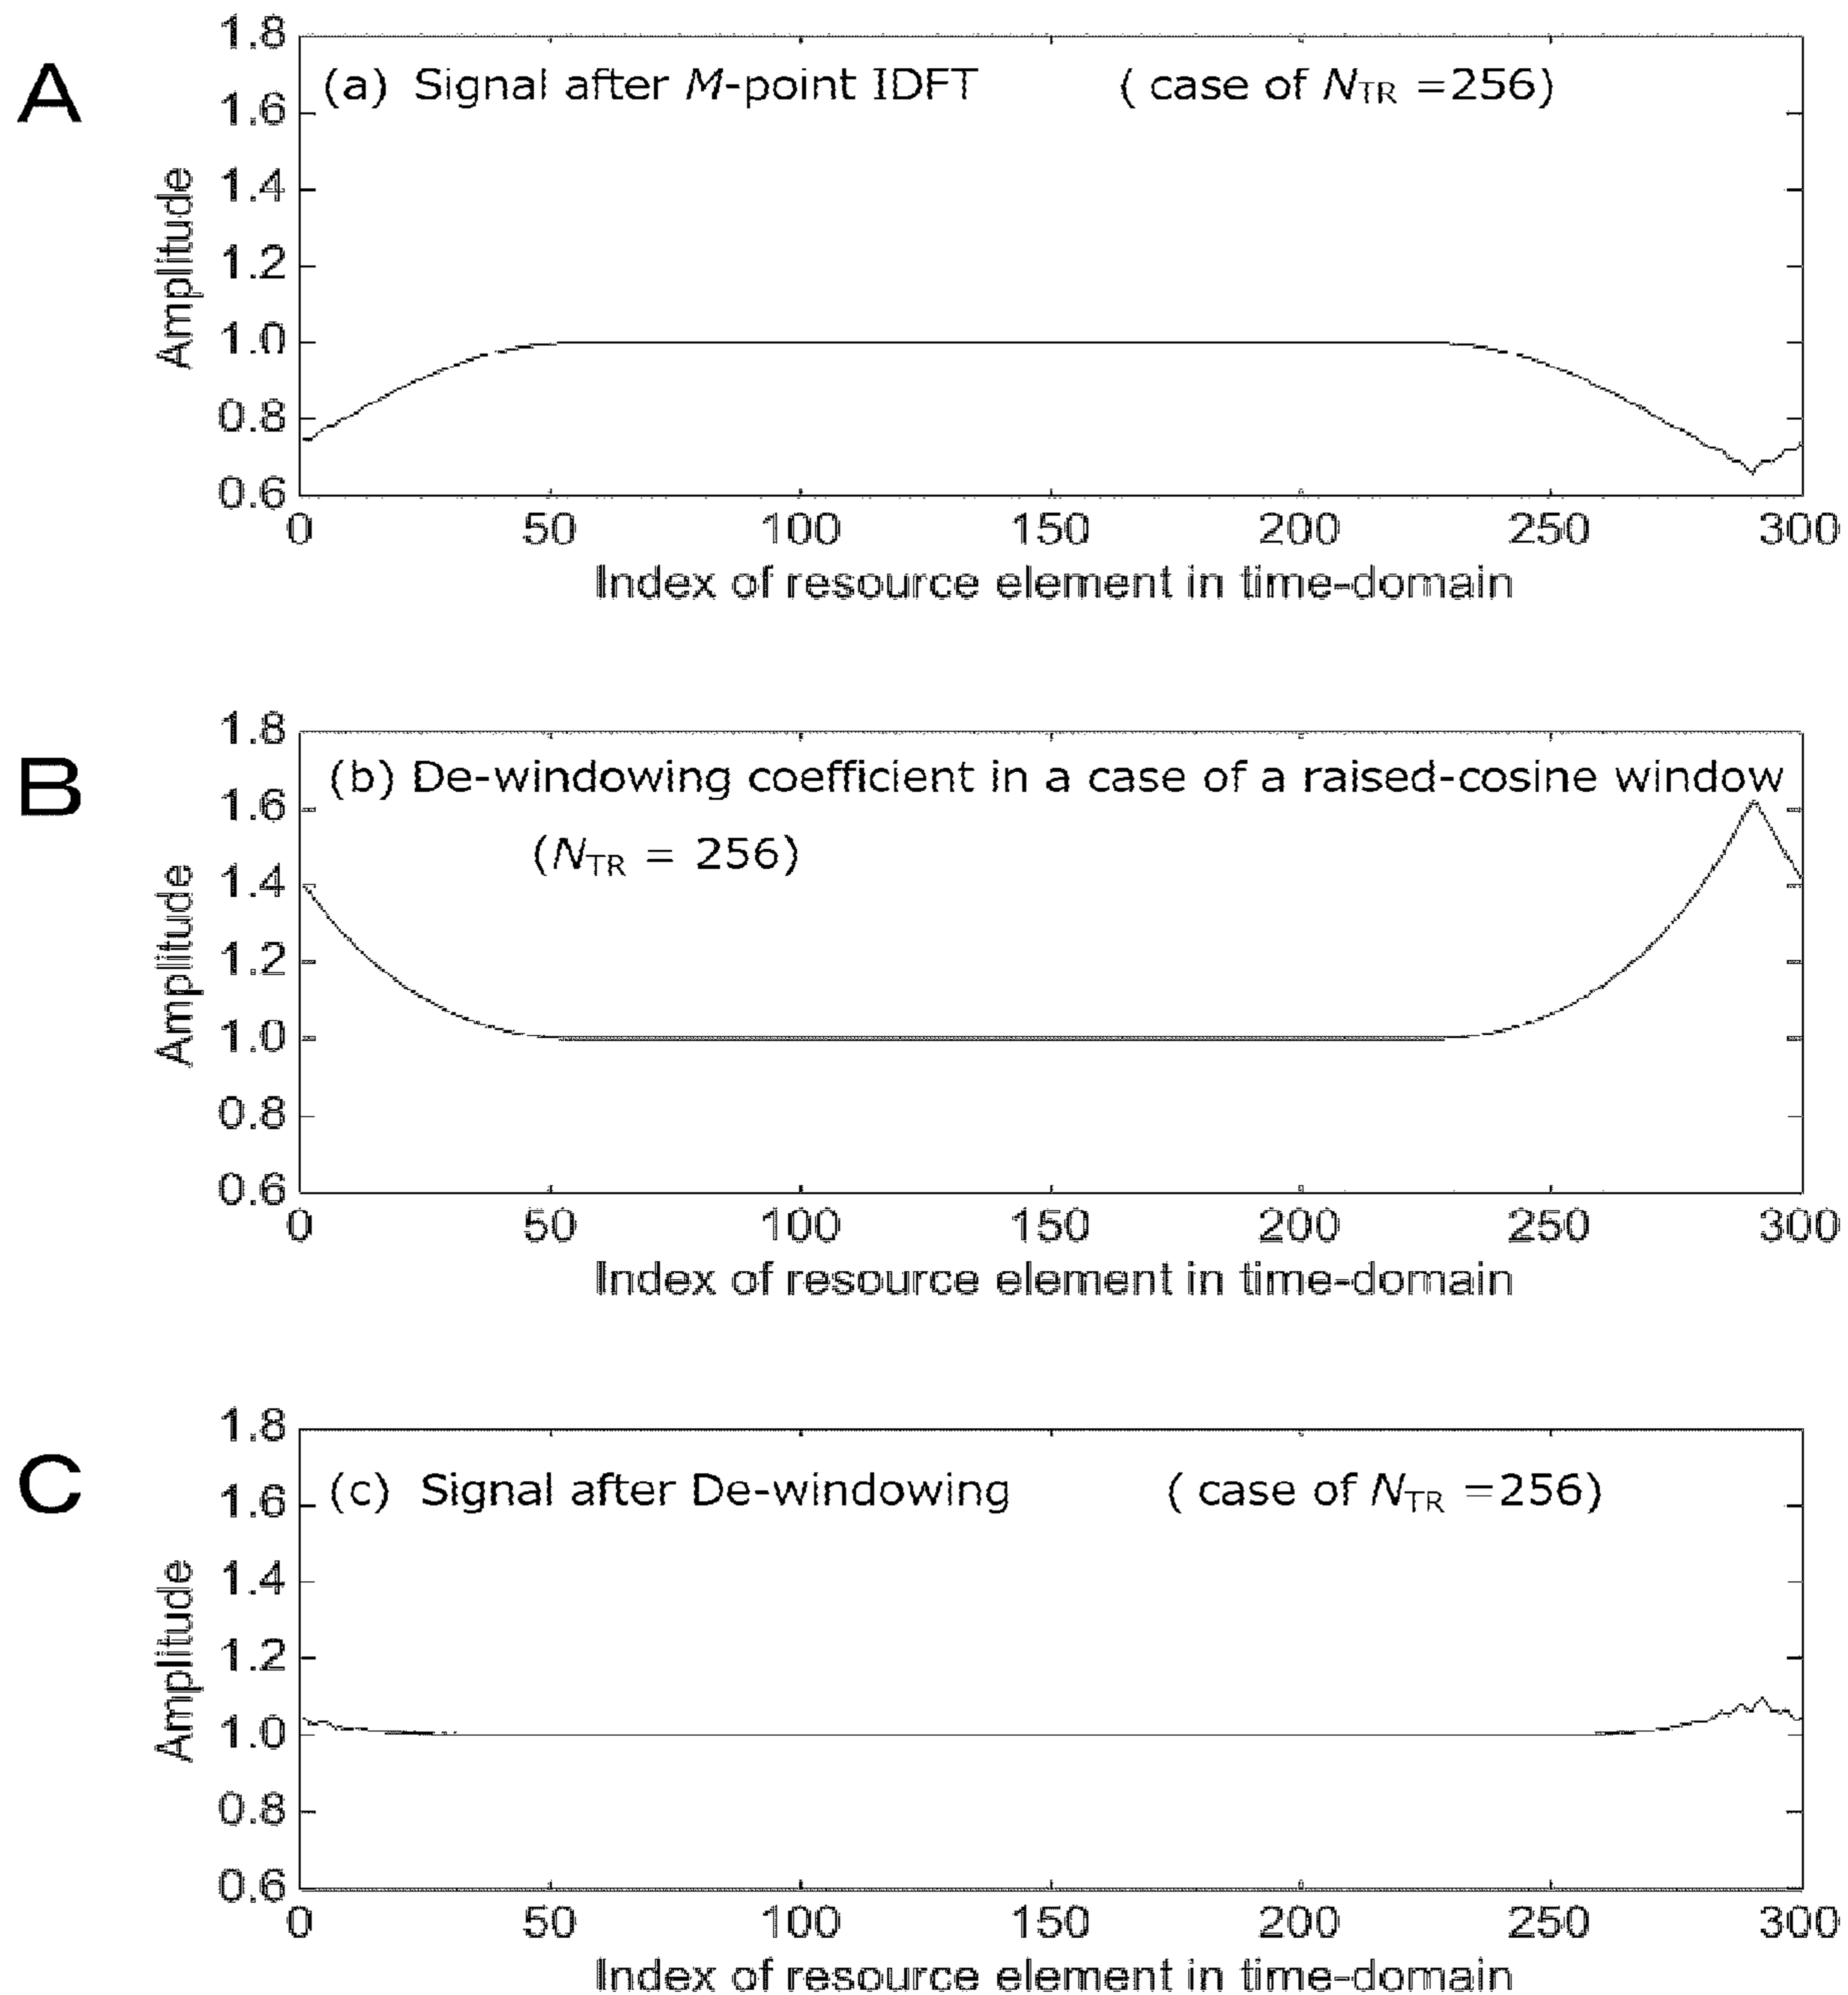 A
(a) Signal after M-point IDFT ( case of NTR =256)
Amplitude
1.8
1.6
1.4
1.2
1.0
0.8
0.6
0 50 100 150 200 250 300
Index of resource element in time-domain
B
(b) De-windowing coefficient in a case of a raised-cosine window
(NTR = 256)
Amplitude
1.8
1.6
1.4
1.2
1.0
0.8
0.6
0 50 100 150 200 250 300
Index of resource element in time-domain
C
(c) Signal after De-windowing ( case of NTR =256)
Amplitude
1.8
1.6
1.4
1.2
1.0
0.8
0.6
0 50 100 150 200 250 300
Index of resource element in time-domain